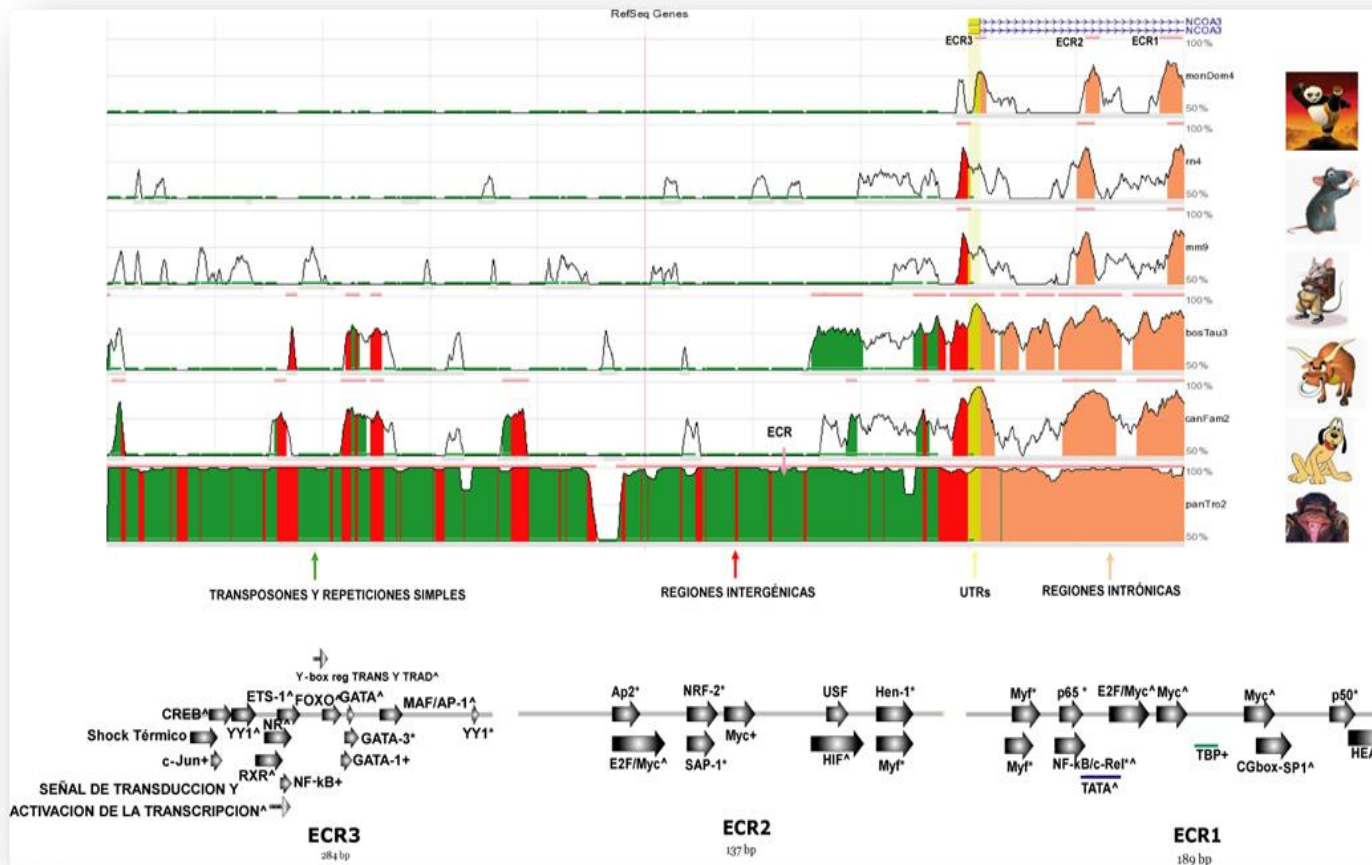 RefSeq Genes
NCOA3
NCOA3
ECR3
ECR2
ECR1
100%
monDom4
50%
100%
rn4
50%
100%
mm9
50%
100%
bosTau3
50%
100%
canFam2
50%
ECR
100%
panTro2
50%
TRANSPOSONES Y REPETICIONES SIMPLES
REGIONES INTERGÉNICAS
UTRs
REGIONES INTRÓNICAS
Y-box reg TRANS Y TRAD^
ETS-1^
FOXO^
GATA^
MAF/AP-1^
CREB^
YY1^
NR^
YY1*
Shock Térmico
GATA-3*
c-Jun+
RXR^
GATA-1+
NF-kB+
SEÑAL DE TRANSDUCCION Y
ACTIVACION DE LA TRANSCRIPCION^
ECR3
284 bp
Ap2*
NRF-2*
USF
Hen-1*
Myc+
E2F/Myc^
SAP-1*
HIF^
Myf*
ECR2
137 bp
Myf*
p65*
E2F/Myc^
Myc^
Myc^
p50*
Myf*
NF-kB/c-Rel*^
TBP+
CGbox-SP1^
HEA
TATA^
ECR1
189 bp